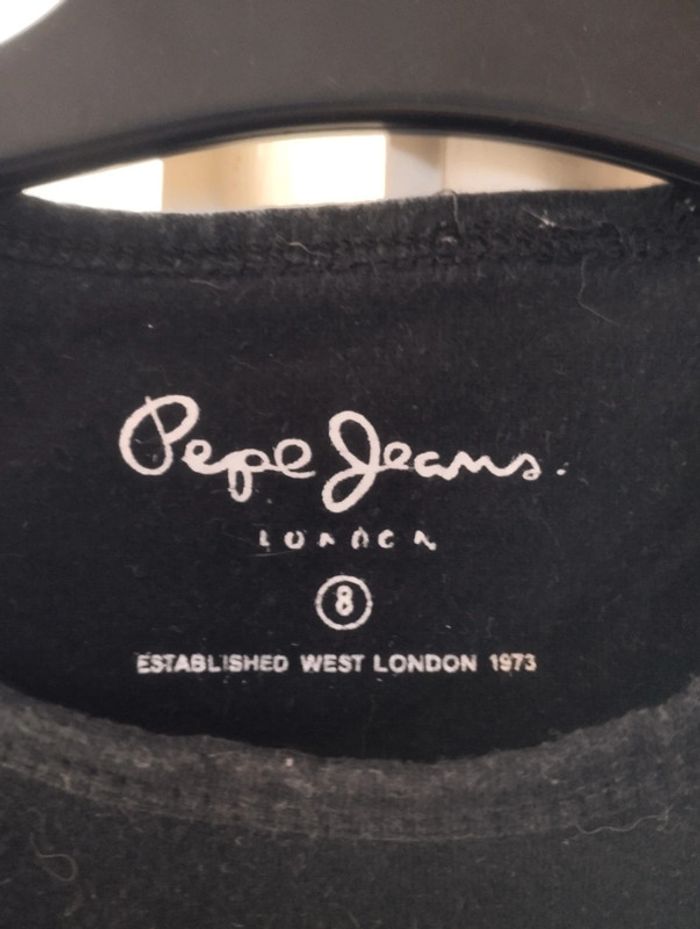 Pepe Jeans.
LONDON
8
ESTABLISHED WEST LONDON 1973